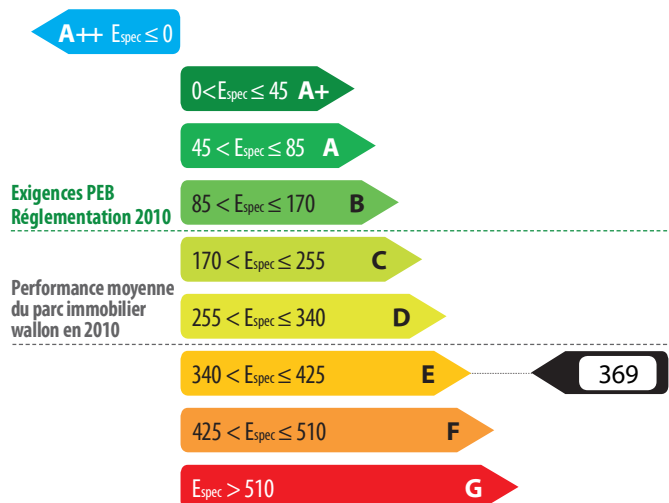 A++ Espec ≤ 0
0<Espec ≤ 45 A+
45 < Espec ≤ 85 A
Exigences PEB
Réglementation 2010
85 < Espec ≤ 170 B
170 < Espec ≤ 255 C
Performance moyenne
du parc immobilier
wallon en 2010
255 < Espec ≤ 340 D
340 < Espec ≤ 425 E
369
425 < Espec ≤ 510 F
Espec > 510 G